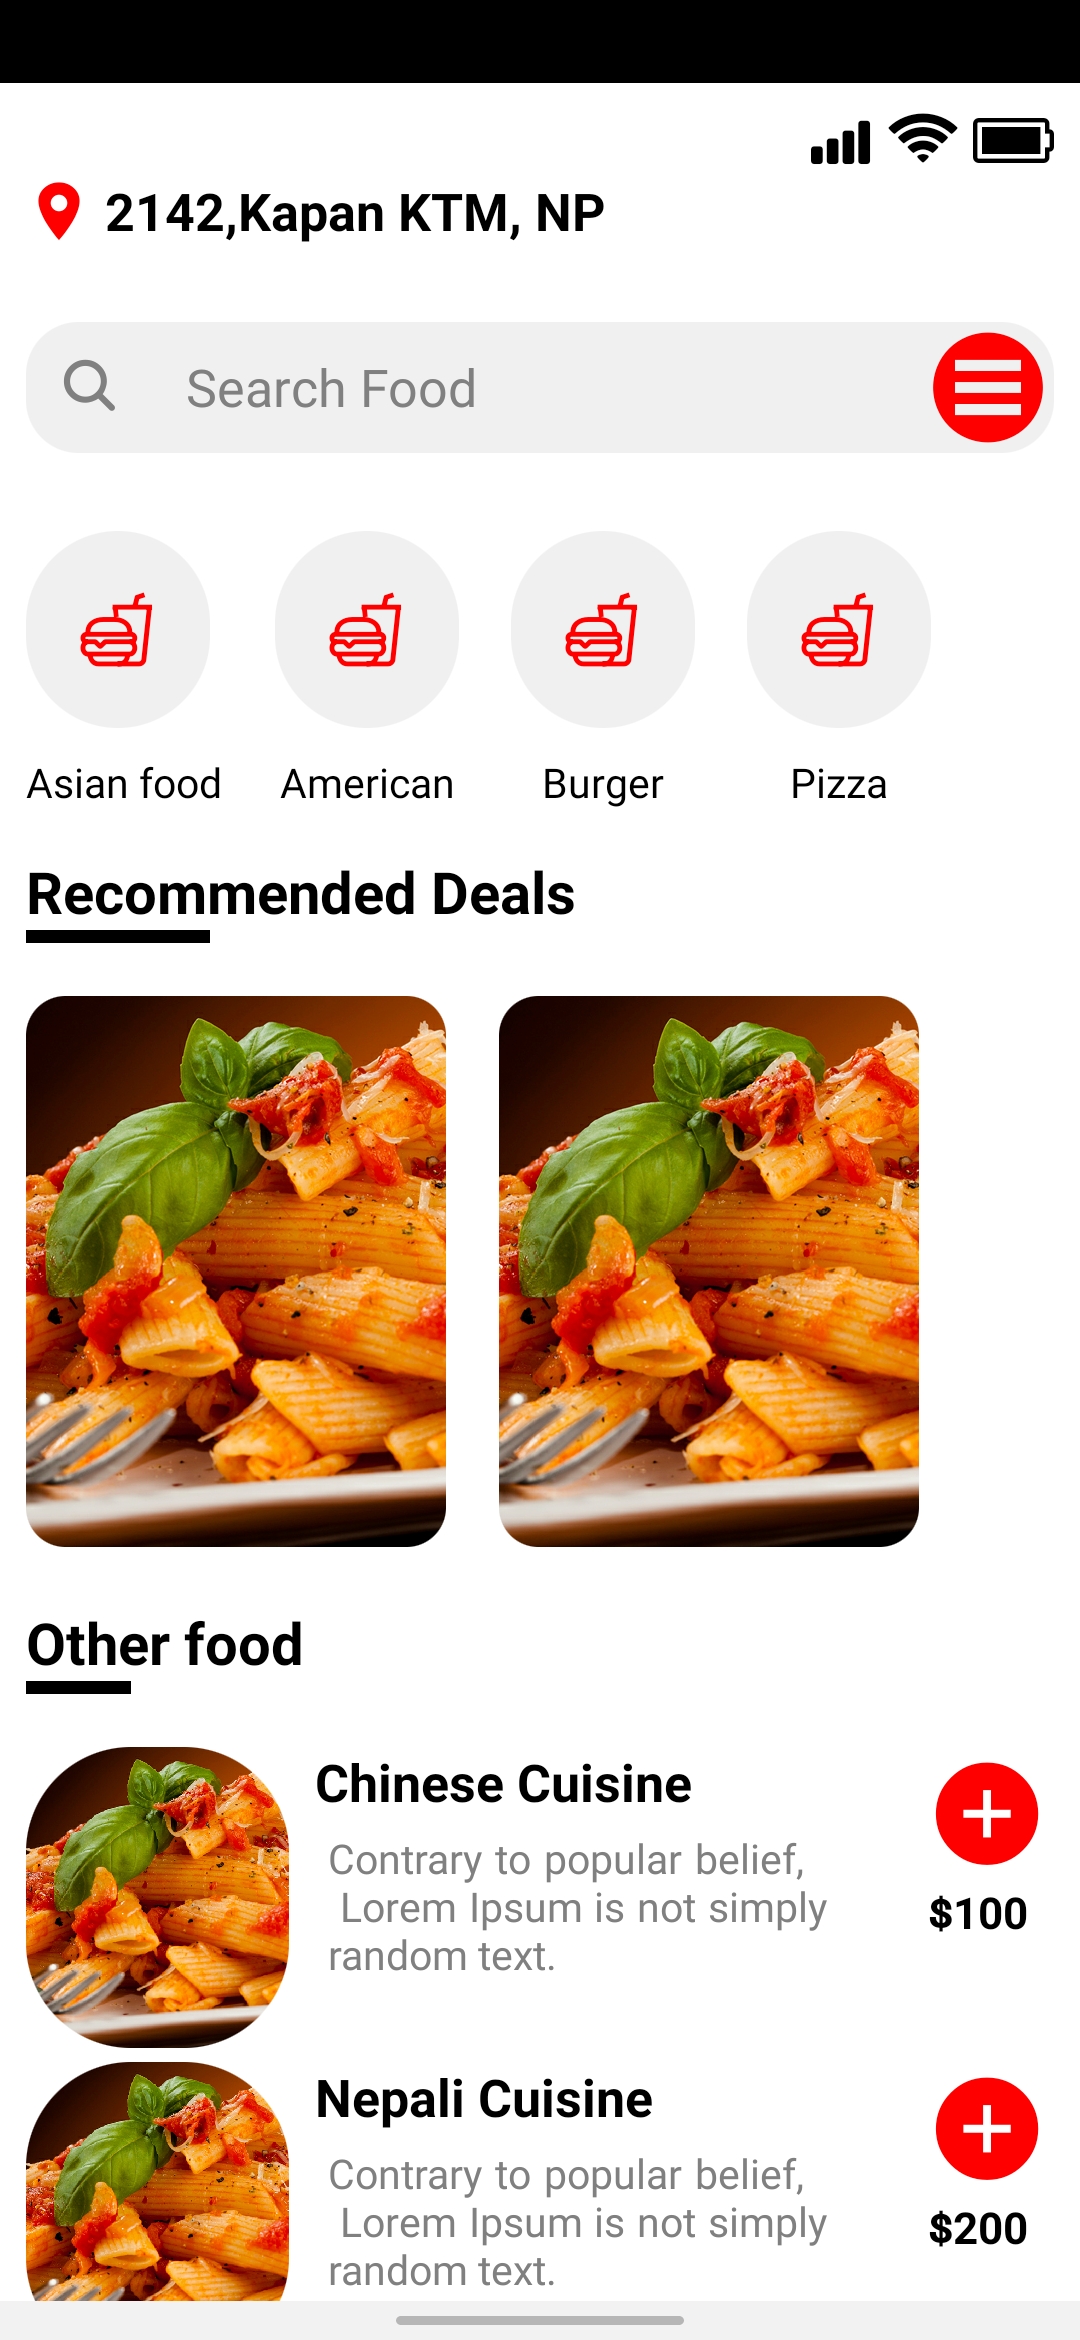 2142,Kapan KTM, NP
Search Food
Asian food
American
Burger
Pizza
Recommended Deals
Other food
Chinese Cuisine
Contrary to popular belief,
Lorem Ipsum is not simply
random text.
$100
Nepali Cuisine
Contrary to popular belief,
Lorem Ipsum is not simply
random text.
$200